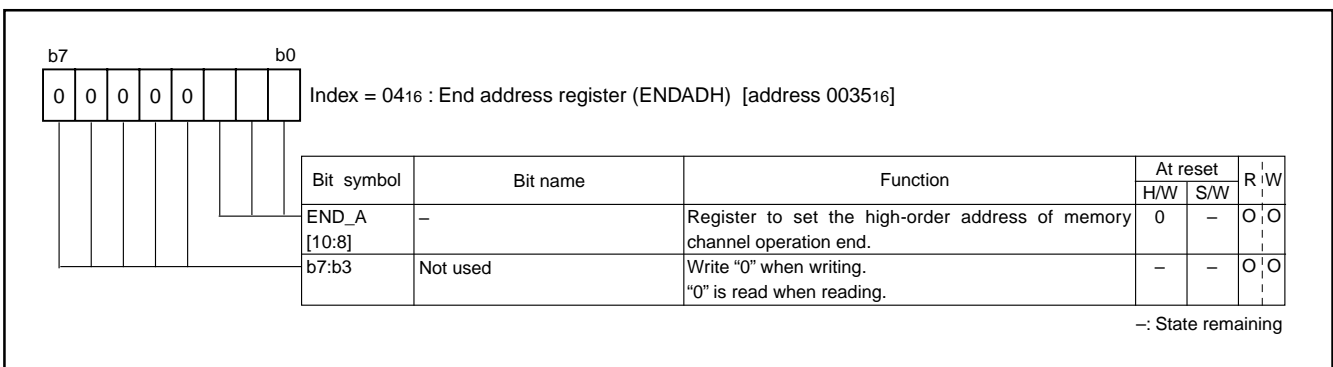 b7 b0
0 0 0 0 0
Index = 0416 : End address register (ENDADH) [address 003516]
Bit symbol Bit name Function At reset R W
H/W S/W
END_A – Register to set the high-order address of memory 0 – O O
[10:8] channel operation end.
b7:b3 Not used Write “0” when writing. – – O O
“0” is read when reading.
–: State remaining